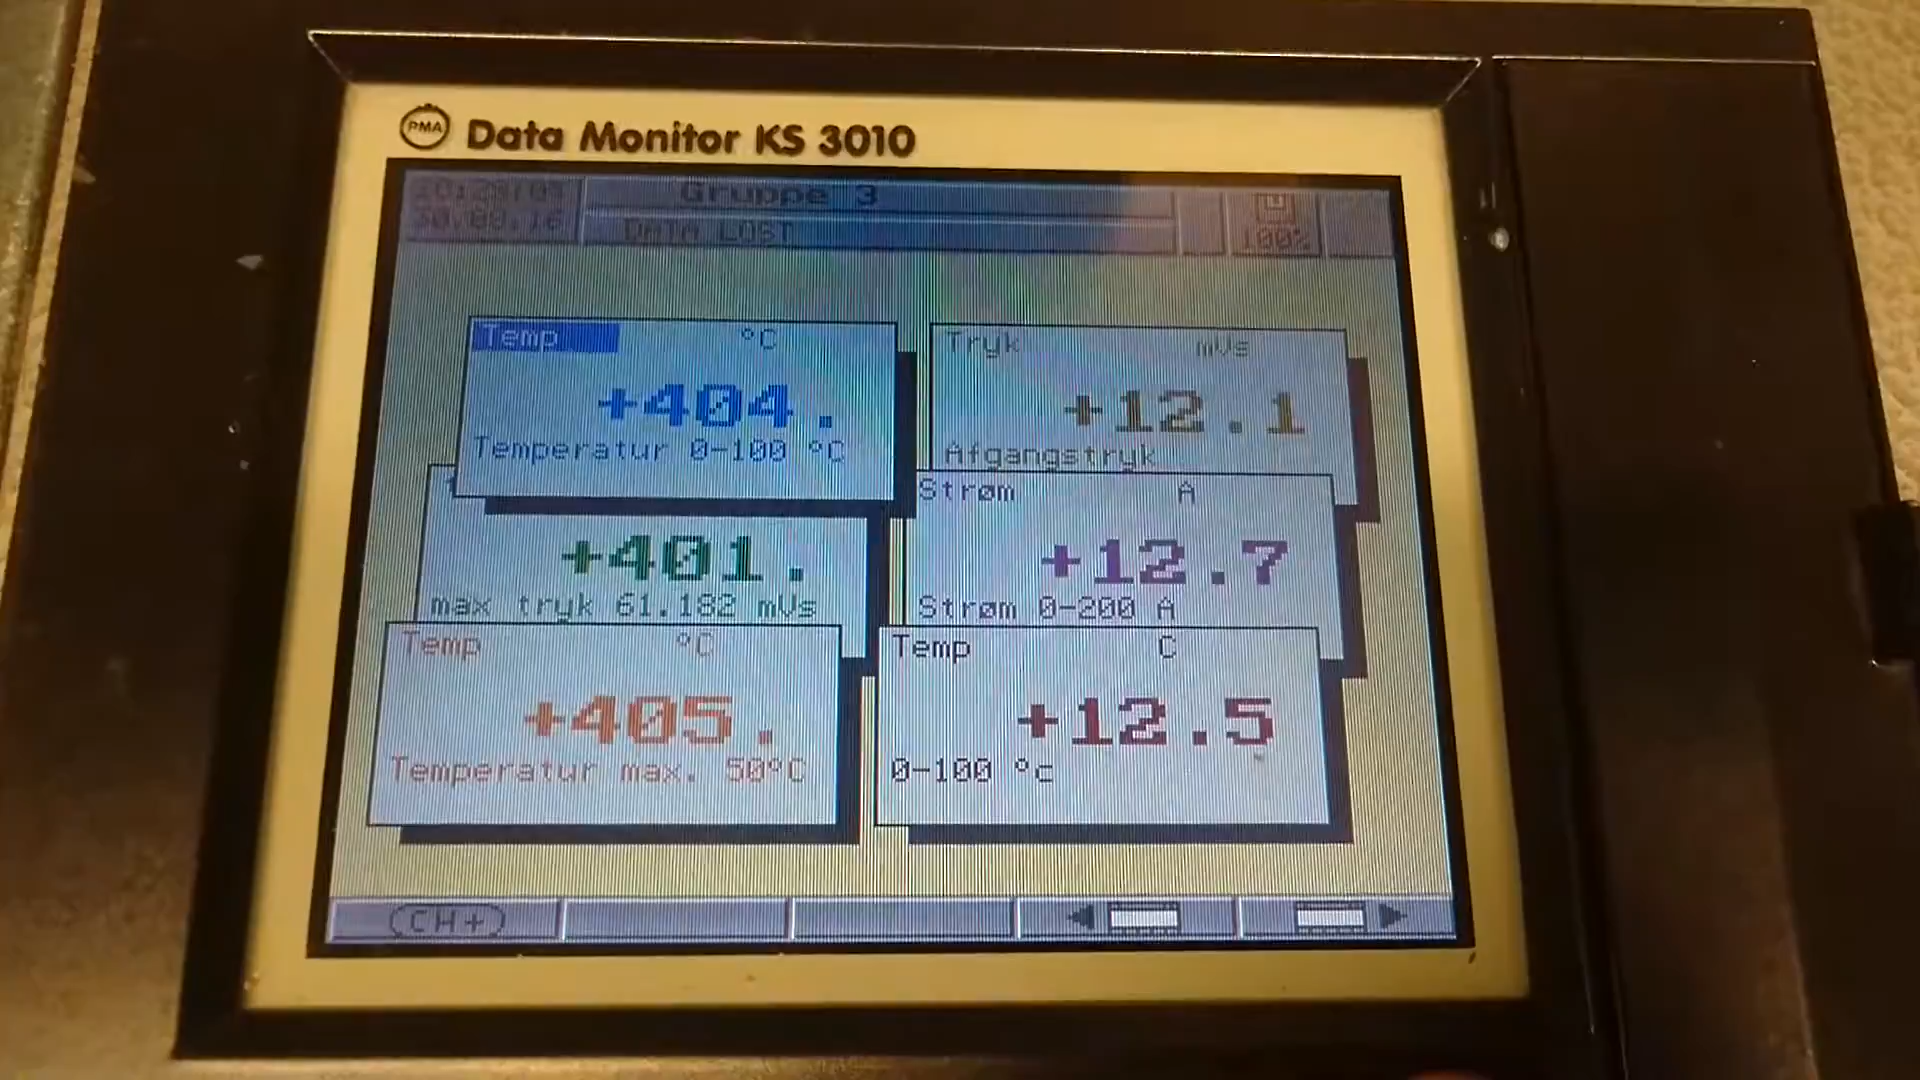 PMA Data Monitor KS 3010
Gruppe 3
DATA LOST
100%
Temp °C
+404.
Temperatur 0-100 °C
Tryk mVs
+12.1
Afgangstryk
+401.
max tryk 61.182 mVs
Strøm A
+12.7
Strøm 0-200 A
Temp °C
+405.
Temperatur max. 50°C
Temp C
+12.5
0-100 °c
CH+